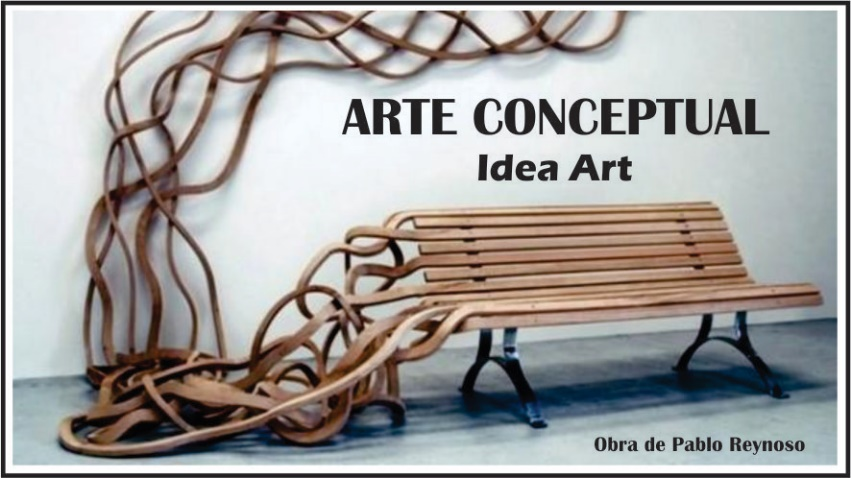 ARTE CONCEPTUAL
Idea Art
Obra de Pablo Reynoso